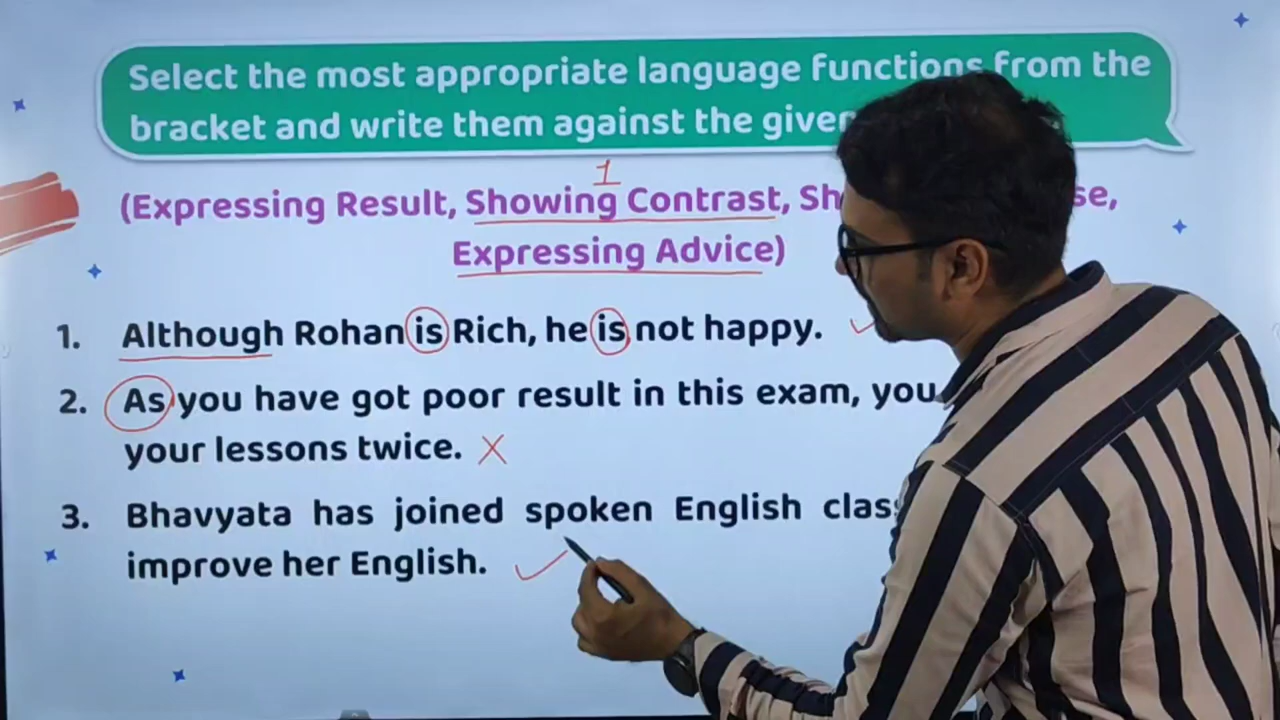 Select the most appropriate language functions from the
bracket and write them against the given
1
(Expressing Result, Showing Contrast,
Expressing Advice)
1. Although Rohan is Rich, he is not happy.
2. As you have got poor result in this exam, you
your lessons twice. X
3. Bhavyata has joined spoken English
improve her English.